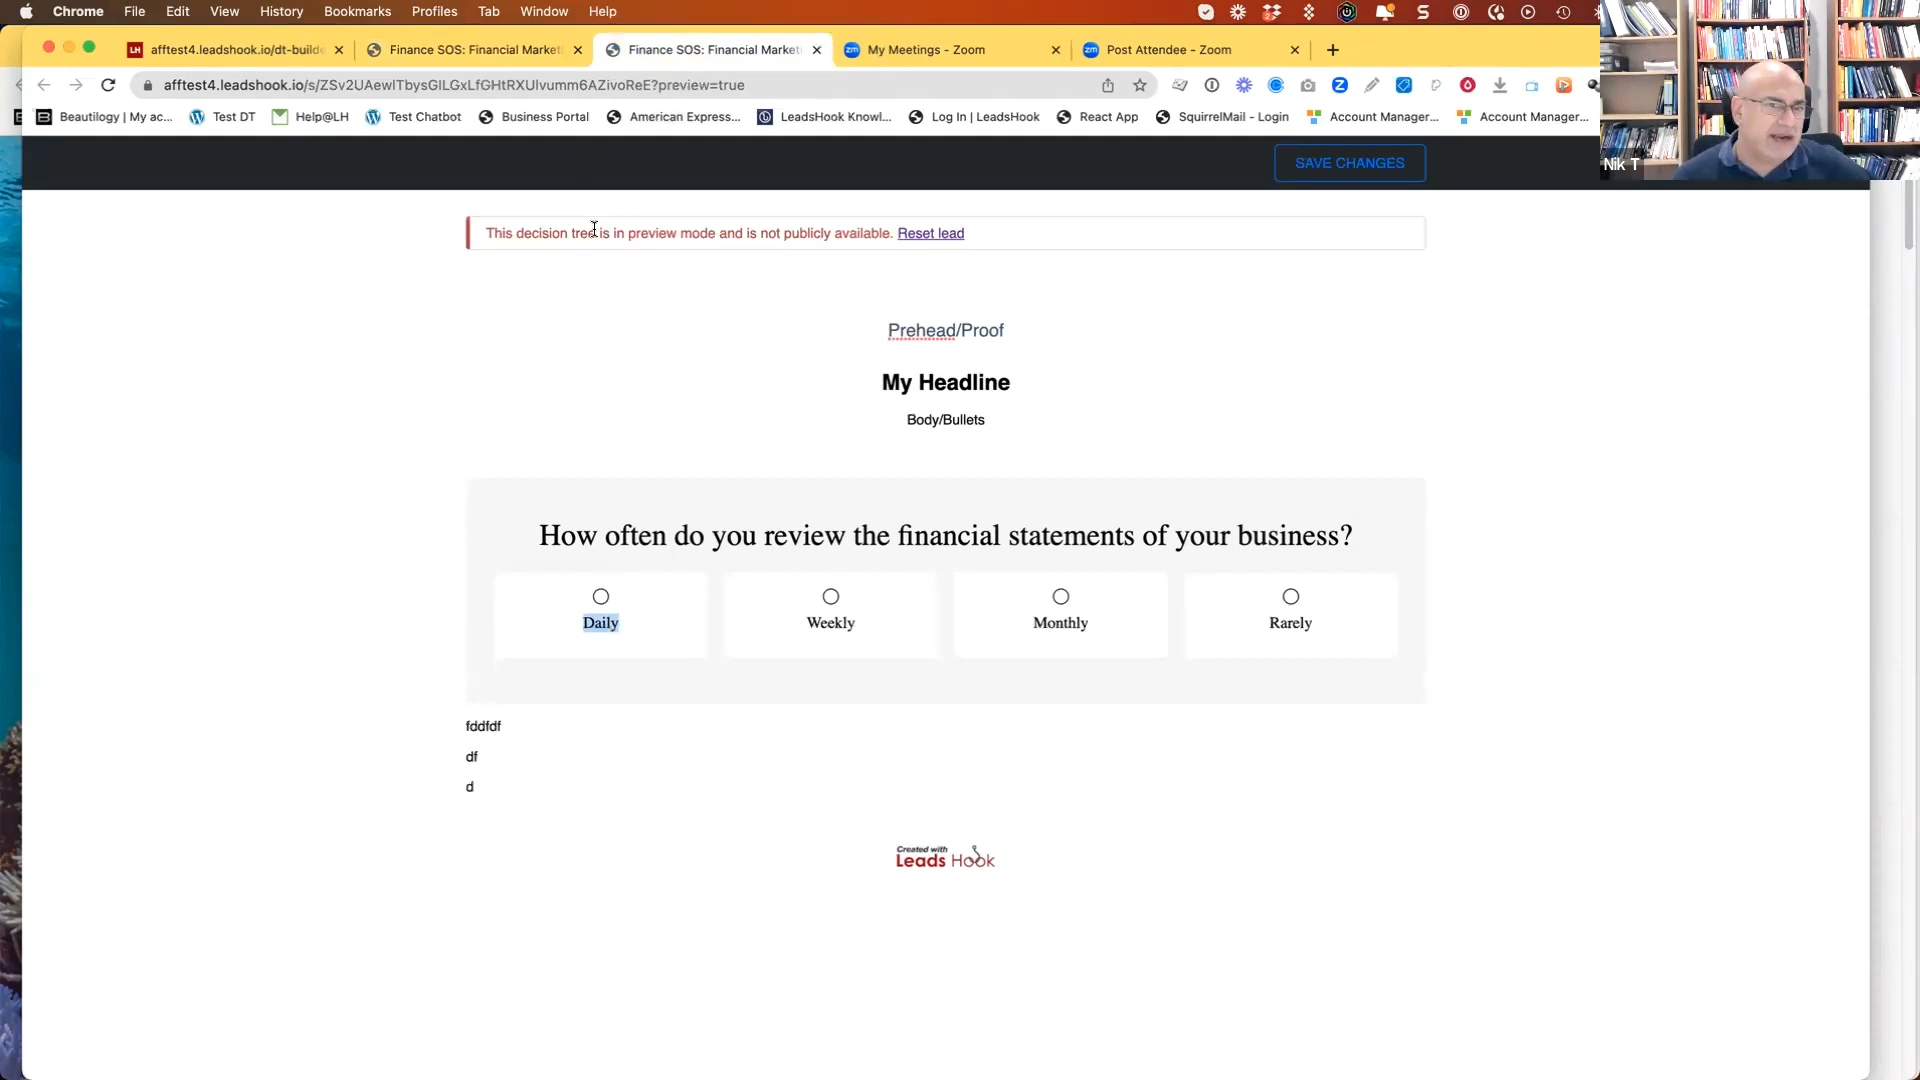 Chrome File Edit View History Bookmarks Profiles Tab Window Help
LH afftest4.leadshook.io/dt-builde Finance SOS: Financial Market Finance SOS: Financial Market zm My Meetings - Zoom zm Post Attendee - Zoom
afftest4.leadshook.io/s/ZSv2UAewITbysGILGxLfGHtRXUlvumm6AZivoReE?preview=true
Beautilogy | My ac... Test DT Help@LH Test Chatbot Business Portal American Express... LeadsHook Knowl... Log In | LeadsHook React App SquirrelMail - Login Account Manager... Account Manager...
Nik T
SAVE CHANGES
This decision tree is in preview mode and is not publicly available. Reset lead
Prehead/Proof
My Headline
Body/Bullets
How often do you review the financial statements of your business?
Daily Weekly Monthly Rarely
fddfdf
df
d
Created with
Leads Hook